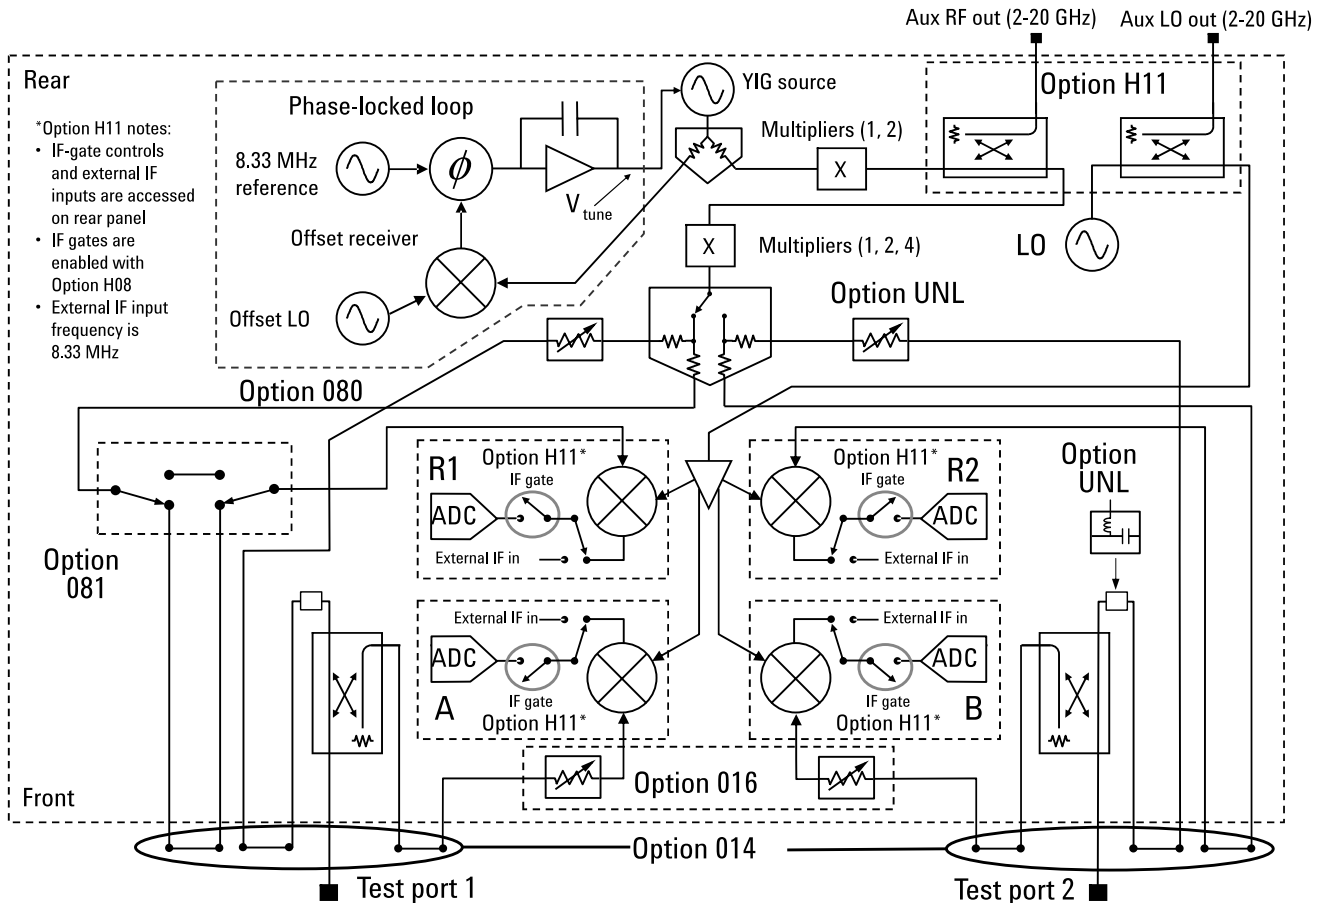 Aux RF out (2-20 GHz) Aux LO out (2-20 GHz)
Rear
YIG source
Option H11
Phase-locked loop
*Option H11 notes:
• IF-gate controls
and external IF
inputs are accessed
on rear panel
• IF gates are
enabled with
Option H08
• External IF input
frequency is
8.33 MHz
8.33 MHz
reference
ϕ
V tune
Multipliers (1, 2)
X
Offset receiver
X
Multipliers (1, 2, 4)
LO
Offset LO
Option UNL
Option 080
Option
081
R1
Option H11*
IF gate
ADC
External IF in
Option H11*
R2
IF gate
ADC
External IF in
Option
UNL
External IF in
ADC
IF gate
A
Option H11*
External IF in
ADC
IF gate
Option H11*
B
Option 016
Front
Option 014
Test port 1
Test port 2